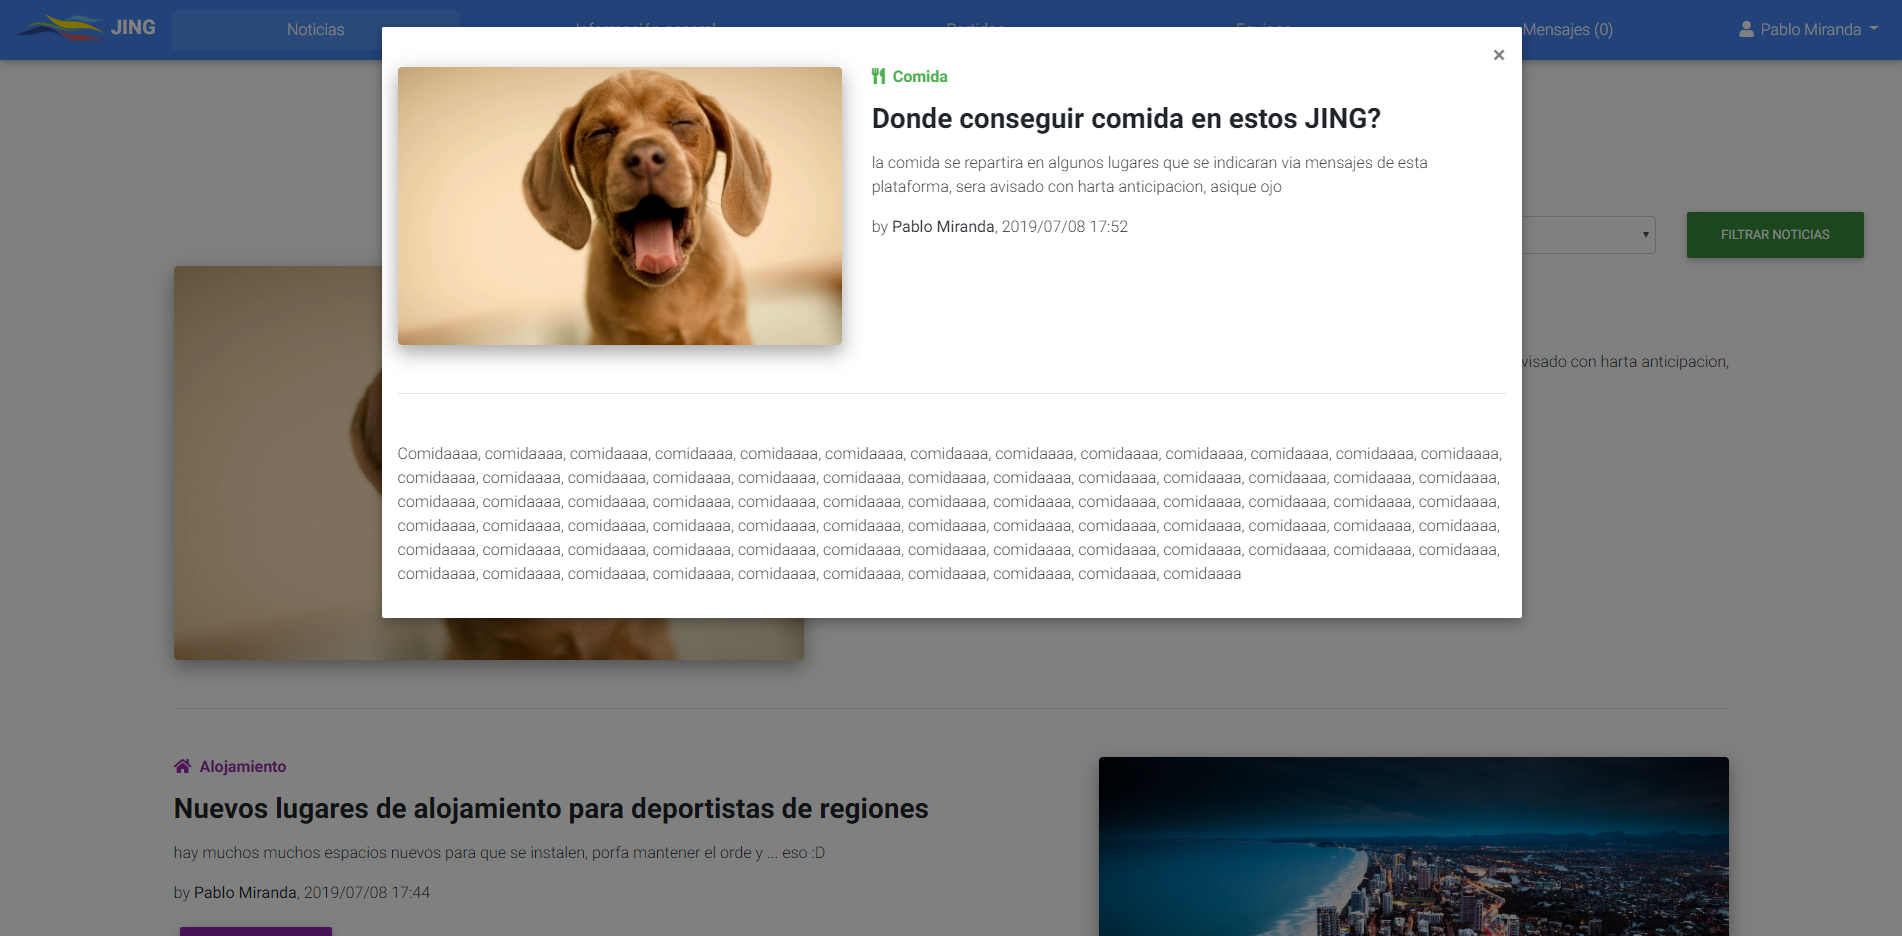 JING
Noticias
Mensajes (0)
Pablo Miranda
×
Comida
Donde conseguir comida en estos JING?
la comida se repartira en algunos lugares que se indicaran via mensajes de esta
plataforma, sera avisado con harta anticipacion, asique ojo
by Pablo Miranda, 2019/07/08 17:52
FILTRAR NOTICIAS
visado con harta anticipacion,
Comidaaaa, comidaaaa, comidaaaa, comidaaaa, comidaaaa, comidaaaa, comidaaaa, comidaaaa, comidaaaa, comidaaaa, comidaaaa, comidaaaa, comidaaaa,
comidaaaa, comidaaaa, comidaaaa, comidaaaa, comidaaaa, comidaaaa, comidaaaa, comidaaaa, comidaaaa, comidaaaa, comidaaaa, comidaaaa, comidaaaa,
comidaaaa, comidaaaa, comidaaaa, comidaaaa, comidaaaa, comidaaaa, comidaaaa, comidaaaa, comidaaaa, comidaaaa, comidaaaa, comidaaaa, comidaaaa,
comidaaaa, comidaaaa, comidaaaa, comidaaaa, comidaaaa, comidaaaa, comidaaaa, comidaaaa, comidaaaa, comidaaaa, comidaaaa, comidaaaa, comidaaaa,
comidaaaa, comidaaaa, comidaaaa, comidaaaa, comidaaaa, comidaaaa, comidaaaa, comidaaaa, comidaaaa, comidaaaa, comidaaaa, comidaaaa, comidaaaa,
comidaaaa, comidaaaa, comidaaaa, comidaaaa, comidaaaa, comidaaaa, comidaaaa, comidaaaa, comidaaaa, comidaaaa
Alojamiento
Nuevos lugares de alojamiento para deportistas de regiones
hay muchos muchos espacios nuevos para que se instalen, porfa mantener el orde y ... eso :D
by Pablo Miranda, 2019/07/08 17:44